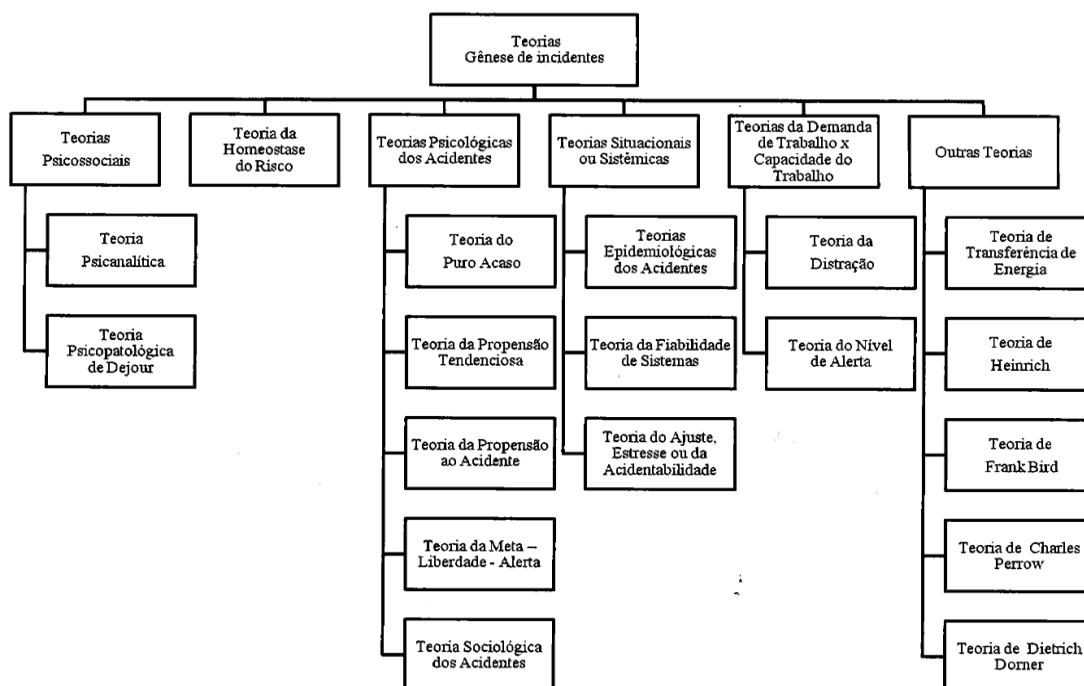 Teorias
Gênese de incidentes
Teorias
Psicossociais
Teoria da
Homeostase
do Risco
Teorias Psicológicas
dos Acidentes
Teorias Situacionais
ou Sistêmicas
Teorias da Demanda
de Trabalho x
Capacidade do
Trabalho
Outras Teorias
Teoria
Psicanalítica
Teoria
Psicopatológica
de Dejour
Teoria do
Puro Acaso
Teoria da Propensão
Tendenciosa
Teoria da Propensão
ao Acidente
Teoria da Meta –
Liberdade - Alerta
Teoria Sociológica
dos Acidentes
Teorias
Epidemiológicas
dos Acidentes
Teoria da Fiabilidade
de Sistemas
Teoria do Ajuste,
Estresse ou da
Acidentabilidade
Teoria da
Distração
Teoria do Nível
de Alerta
Teoria de
Transferência de
Energia
Teoria de
Heinrich
Teoria de
Frank Bird
Teoria de Charles
Perrow
Teoria de Dietrich
Dorner